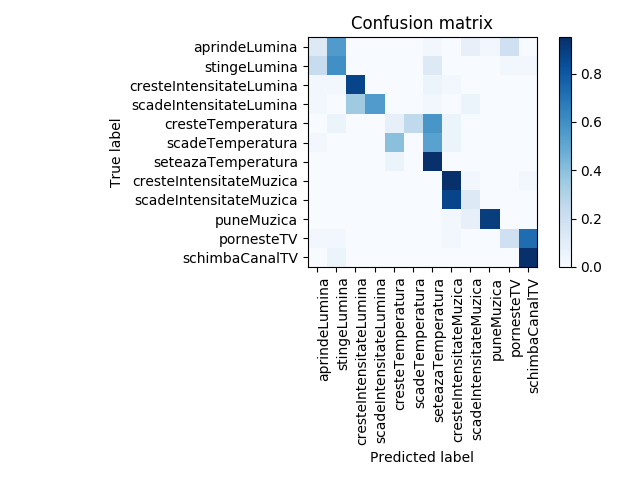 Confusion matrix
True label
aprindeLumina
stingeLumina
cresteIntensitateLumina
scadeIntensitateLumina
cresteTemperatura
scadeTemperatura
seteazaTemperatura
cresteIntensitateMuzica
scadeIntensitateMuzica
puneMuzica
pornesteTV
schimbaCanalTV
aprindeLumina
stingeLumina
cresteIntensitateLumina
scadeIntensitateLumina
cresteTemperatura
scadeTemperatura
seteazaTemperatura
cresteIntensitateMuzica
scadeIntensitateMuzica
puneMuzica
pornesteTV
schimbaCanalTV
Predicted label
0.8
0.6
0.4
0.2
0.0